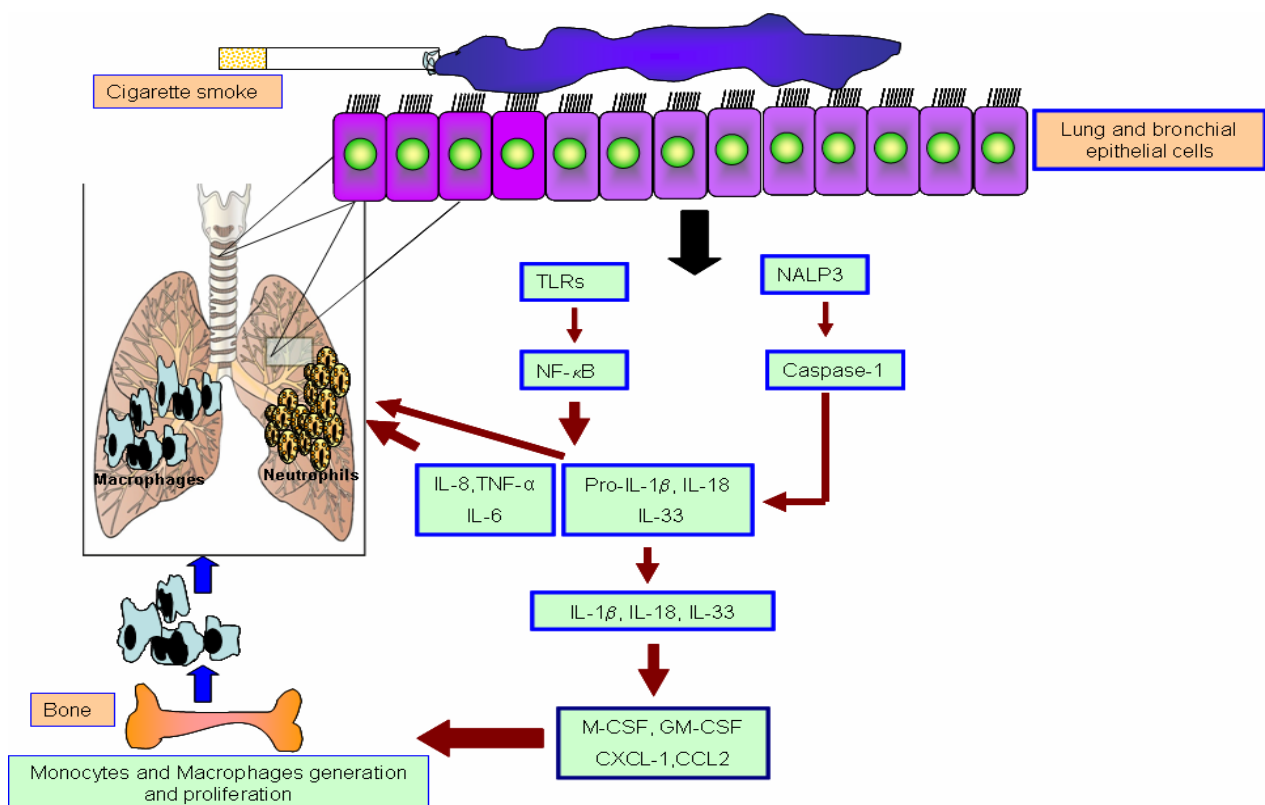 Cigarette smoke
Lung and bronchial
epithelial cells
TLRs
NALP3
NF-κB
Caspase-1
Macrophages
Neutrophils
IL-8,TNF-α
IL-6
Pro-IL-1β, IL-18
IL-33
IL-1β, IL-18, IL-33
Bone
M-CSF, GM-CSF
CXCL-1,CCL2
Monocytes and Macrophages generation
and proliferation